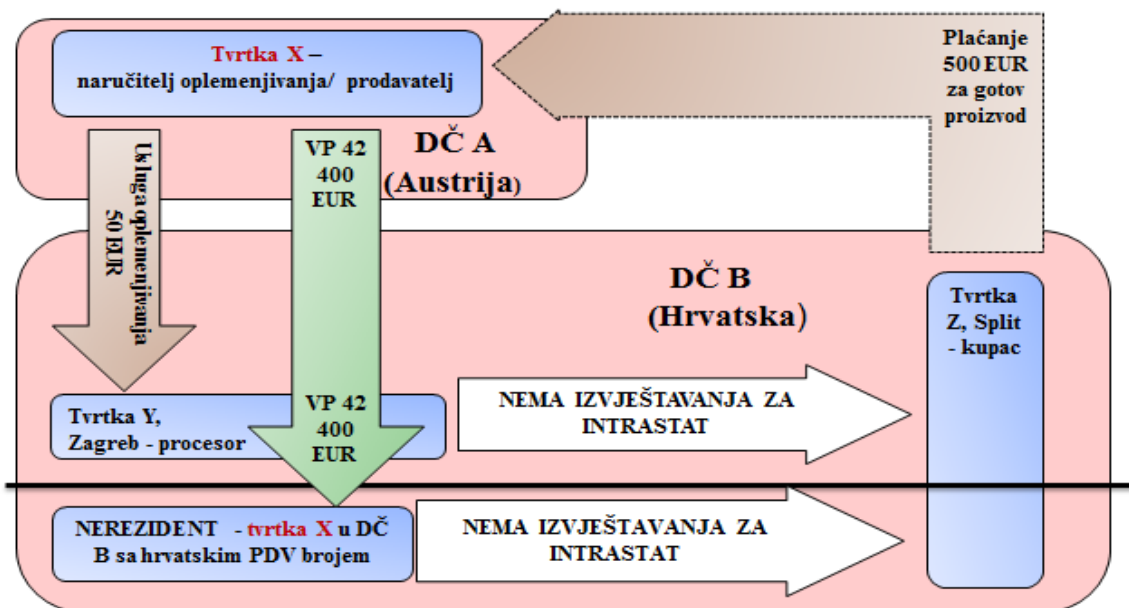 Tvrtka X –
naručitelj oplemenjivanja/ prodavatelj
Plaćanje
500 EUR
za gotov
proizvod
DČ A
(Austrija)
Usluga oplemenjivanja
50 EUR
VP 42
400
EUR
DČ B
(Hrvatska)
Tvrtka
Z, Split
- kupac
Tvrtka Y,
Zagreb - procesor
VP 42
400
EUR
NEMA IZVJEŠTAVANJA ZA
INTRASTAT
NEREZIDENT - tvrtka X u DČ
B sa hrvatskim PDV brojem
NEMA IZVJEŠTAVANJA ZA
INTRASTAT